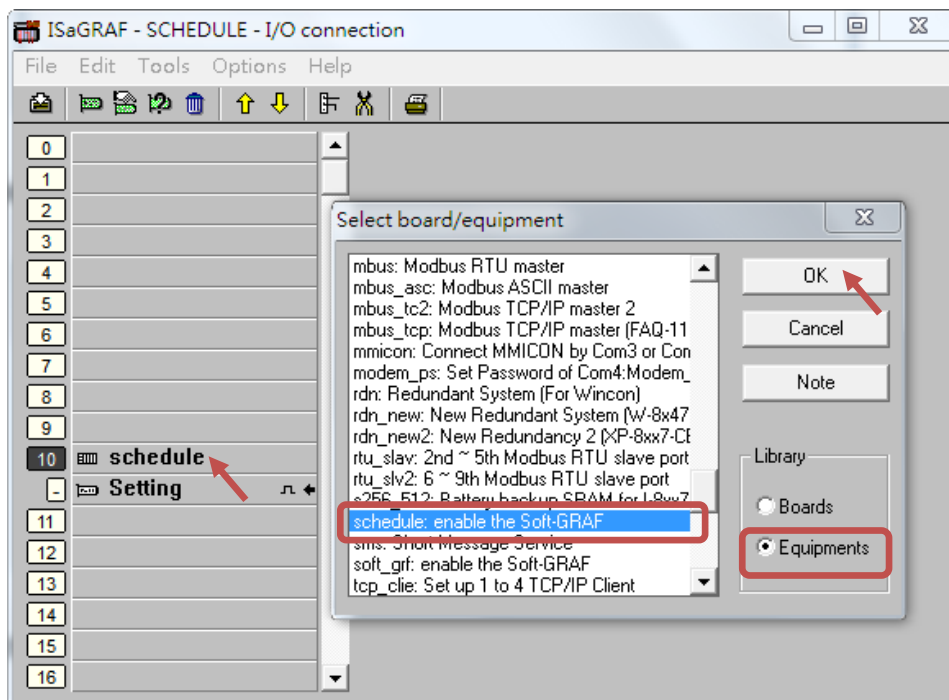 ISaGRAF - SCHEDULE - I/O connection
File Edit Tools Options Help
0
1
2
3
4
5
6
7
8
9
10 schedule
- Setting
11
12
13
14
15
16
Select board/equipment
mbus: Modbus RTU master
mbus_asc: Modbus ASCII master
mbus_tc2: Modbus TCP/IP master 2
mbus_tcp: Modbus TCP/IP master (FAQ-11
mmicon: Connect MMICON by Com3 or Con
modem_ps: Set Password of Com4:Modem_
rdn: Redundant System (For Wincon)
rdn_new: New Redundant System (W-8x47
rdn_new2: New Redundancy 2 (XP-8xx7-CE
rtu_slav: 2nd ~ 5th Modbus RTU slave port
rtu_slv2: 6 ~ 9th Modbus RTU slave port
s256_512: Battery backup SRAM for I-8xx7
schedule: enable the Soft-GRAF
sms: Short Message Service
soft_grf: enable the Soft-GRAF
tcp_clie: Set up 1 to 4 TCP/IP Client
OK
Cancel
Note
Library
Boards
Equipments